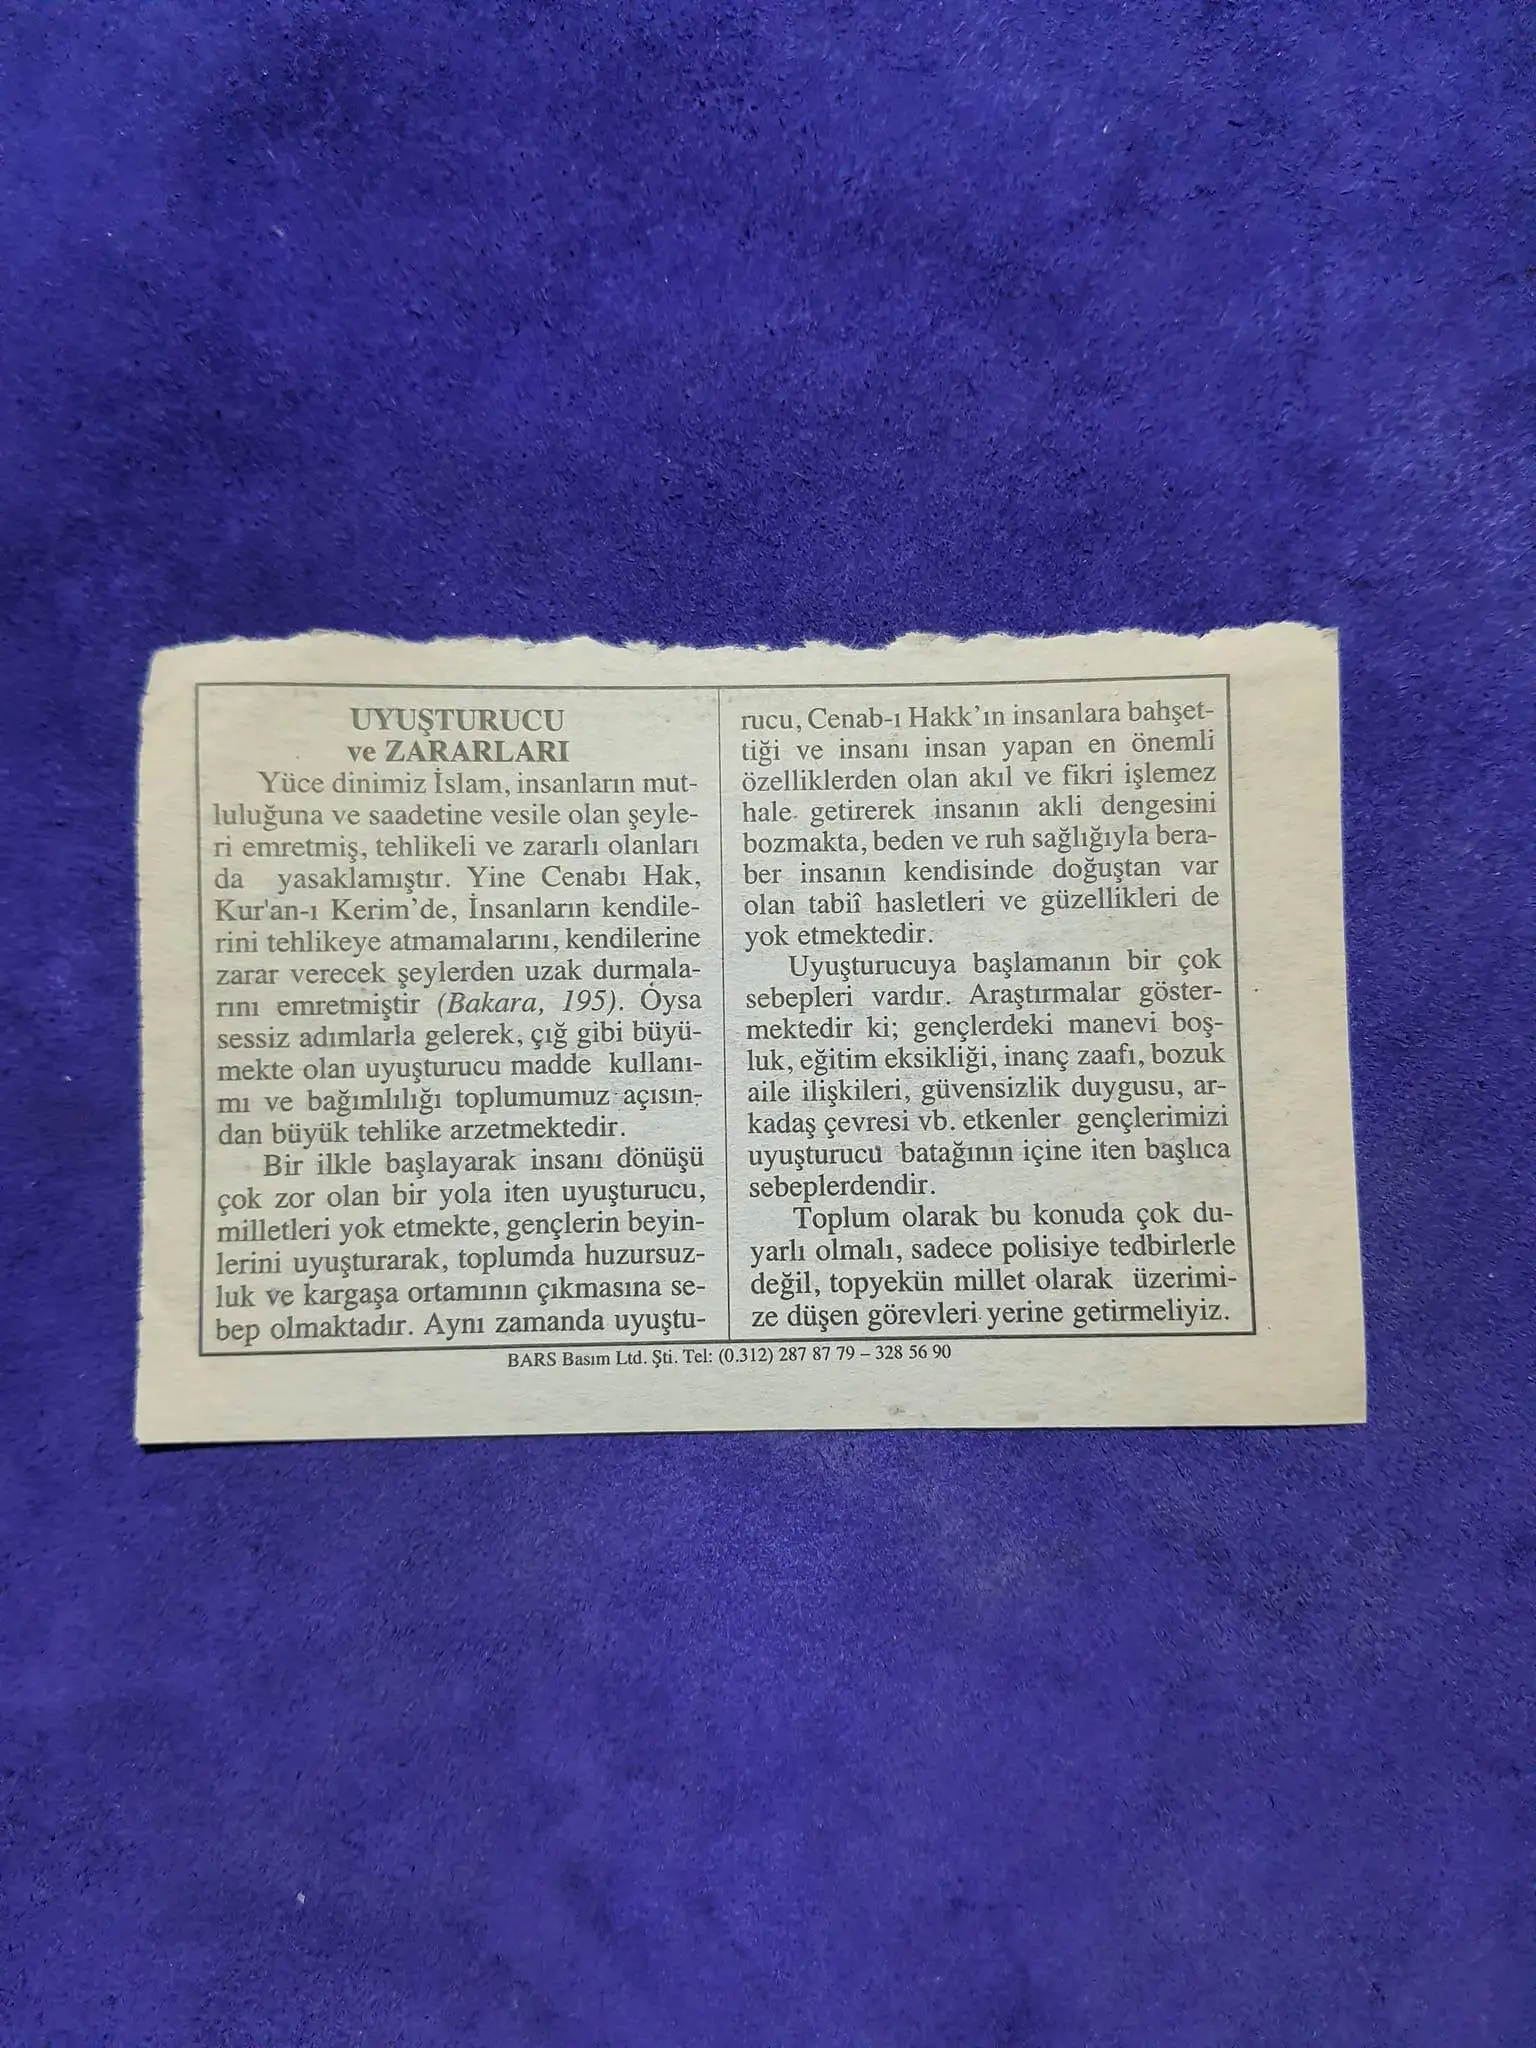 UYUŞTURUCU
ve ZARARLARI
Yüce dinimiz İslam, insanların mut-
luluğuna ve saadetine vesile olan şeyle-
ri emretmiş, tehlikeli ve zararlı olanları
da yasaklamıştır. Yine Cenabı Hak,
Kur'an-ı Kerim’de, İnsanların kendile-
rini tehlikeye atmamalarını, kendilerine
zarar verecek şeylerden uzak durmala-
rını emretmiştir (Bakara, 195). Oysa
sessiz adımlarla gelerek, çığ gibi büyü-
mekte olan uyuşturucu madde kullanı-
mı ve bağımlılığı toplumumuz açısın-
dan büyük tehlike arzetmektedir.
Bir ilkle başlayarak insanı dönüşü
çok zor olan bir yola iten uyuşturucu,
milletleri yok etmekte, gençlerin beyin-
lerini uyuşturarak, toplumda huzursuz-
luk ve kargaşa ortamının çıkmasına se-
bep olmaktadır. Aynı zamanda uyuştu-
rucu, Cenab-ı Hakk’ın insanlara bahşet-
tiği ve insanı insan yapan en önemli
özelliklerden olan akıl ve fikri işlemez
hale getirerek insanın akli dengesini
bozmakta, beden ve ruh sağlığıyla bera-
ber insanın kendisinde doğuştan var
olan tabiî hasletleri ve güzellikleri de
yok etmektedir.
Uyuşturucuya başlamanın bir çok
sebepleri vardır. Araştırmalar göster-
mektedir ki; gençlerdeki manevi boş-
luk, eğitim eksikliği, inanç zaafı, bozuk
aile ilişkileri, güvensizlik duygusu, ar-
kadaş çevresi vb. etkenler gençlerimizi
uyuşturucu batağının içine iten başlıca
sebeplerdendir.
Toplum olarak bu konuda çok du-
yarlı olmalı, sadece polisiye tedbirlerle
değil, topyekün millet olarak üzerimi-
ze düşen görevleri yerine getirmeliyiz.
BARS Basım Ltd. Şti. Tel: (0.312) 287 87 79 – 328 56 90